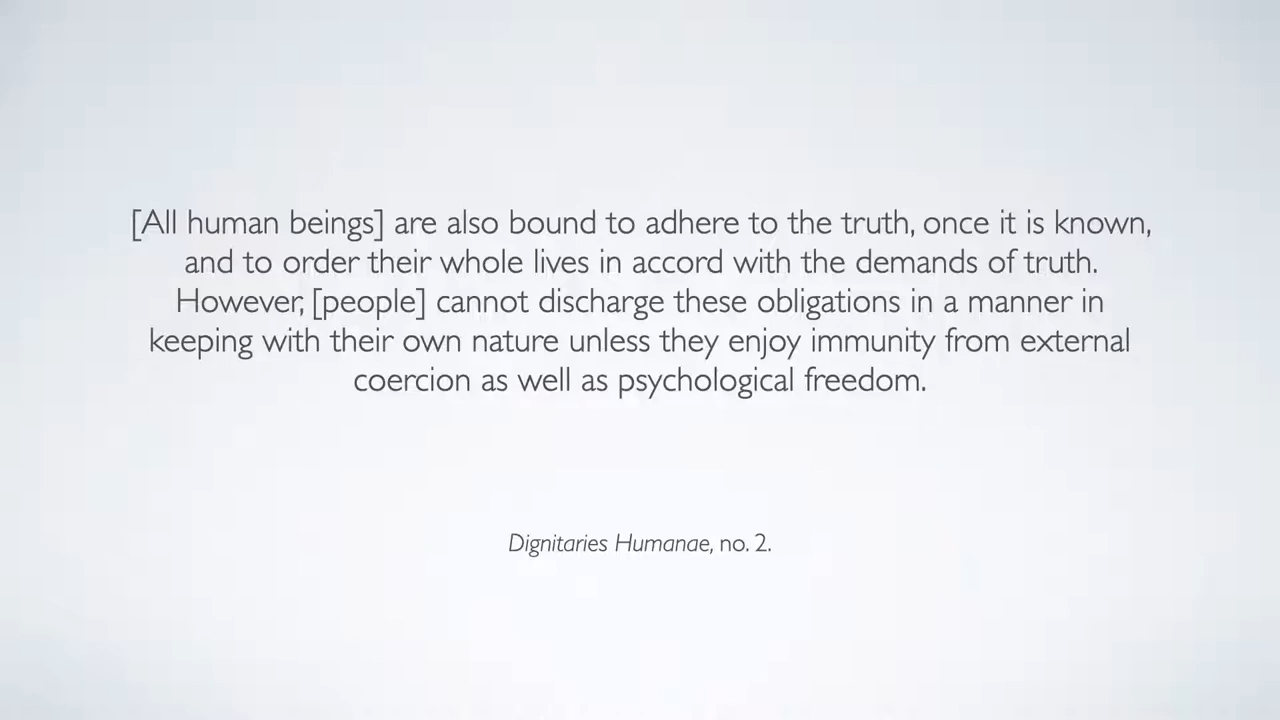 [All human beings] are also bound to adhere to the truth, once it is known,
and to order their whole lives in accord with the demands of truth.
However, [people] cannot discharge these obligations in a manner in
keeping with their own nature unless they enjoy immunity from external
coercion as well as psychological freedom.
Dignitaries Humanae, no. 2.